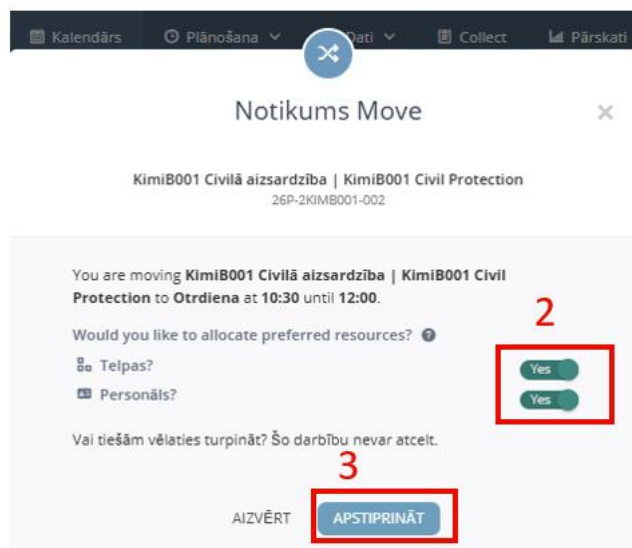 Kalendārs Plānošana Dati Collect Pārskati
Notikums Move
KimiB001 Civilā aizsardzība | KimiB001 Civil Protection
26P-2KIMB001-002
You are moving KimiB001 Civilā aizsardzība | KimiB001 Civil
Protection to Otrdiena at 10:30 until 12:00.
2
Would you like to allocate preferred resources?
Telpas? Yes
Personāls? Yes
Vai tiešām vēlaties turpināt? Šo darbību nevar atcelt.
3
AIZVĒRT APSTIPRINĀT